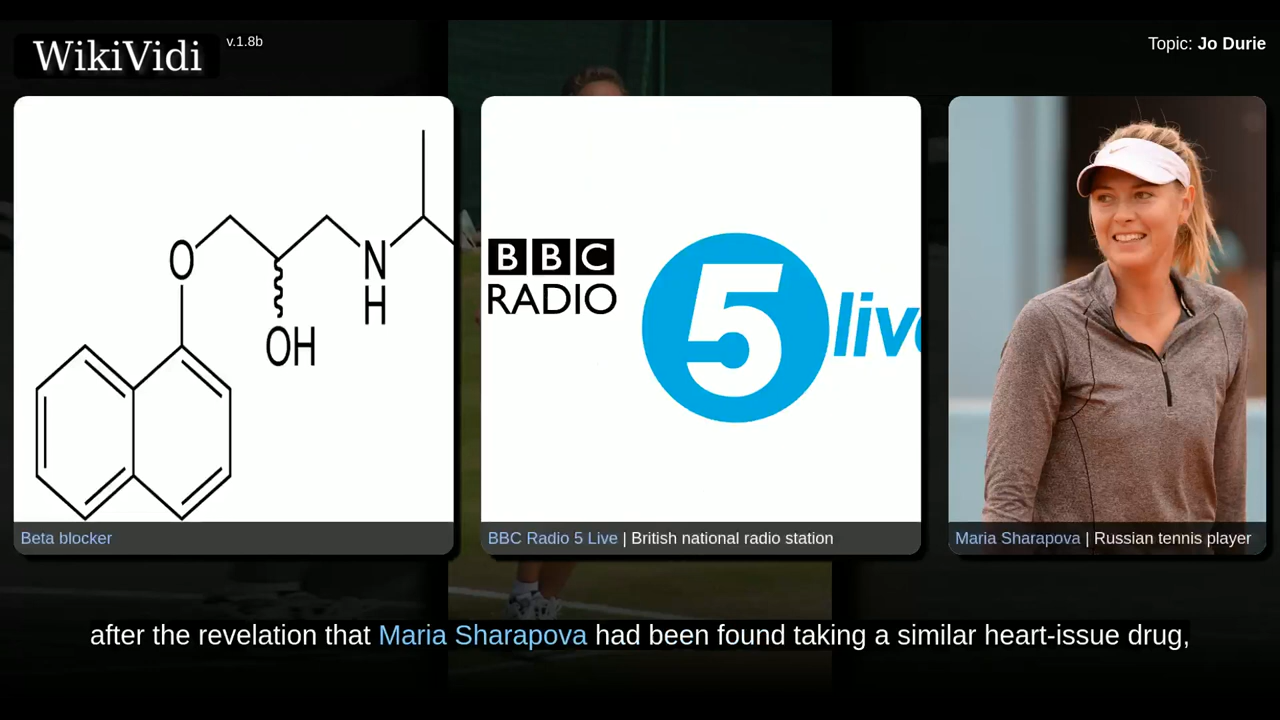 WikiVidi
v.1.8b
Topic: Jo Durie
O
N
H
OH
BBC
RADIO
5
live
Beta blocker
BBC Radio 5 Live | British national radio station
Maria Sharapova | Russian tennis player
after the revelation that Maria Sharapova had been found taking a similar heart-issue drug,